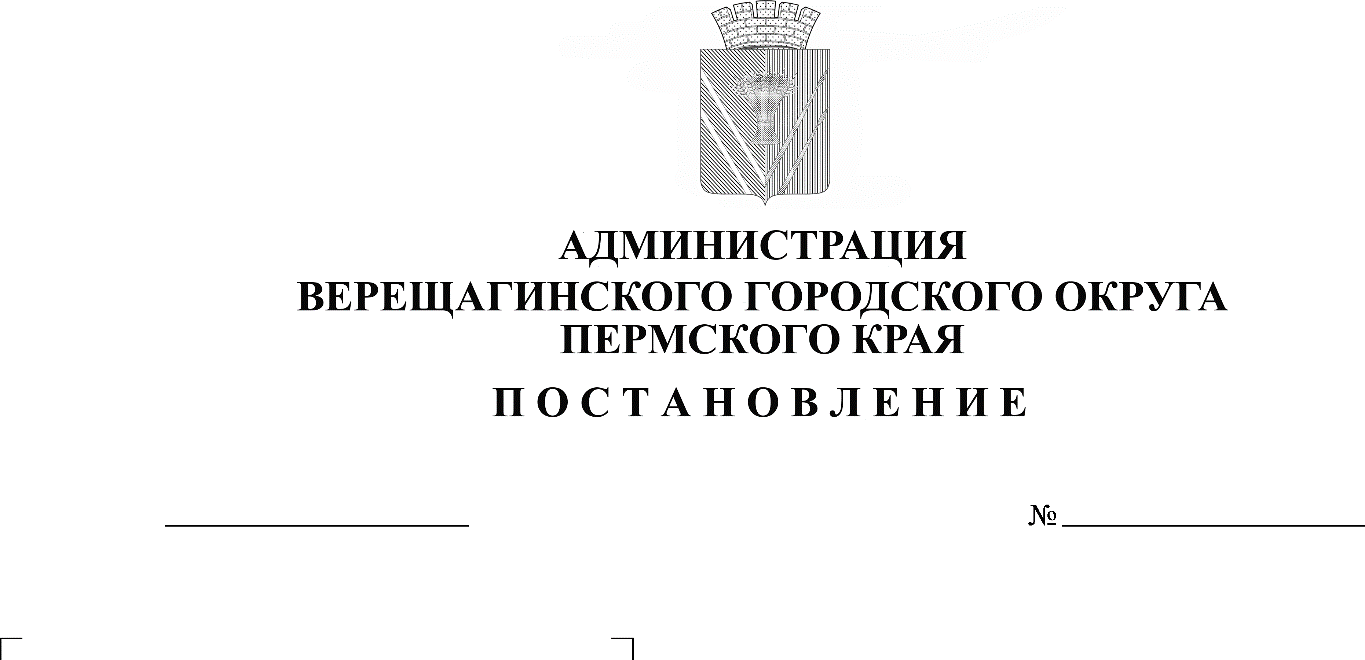 АДМИНИСТРАЦИЯ
ВЕРЕЩАГИНСКОГО ГОРОДСКОГО ОКРУГА
ПЕРМСКОГО КРАЯ
П О С Т А Н О В Л Е Н И Е
№